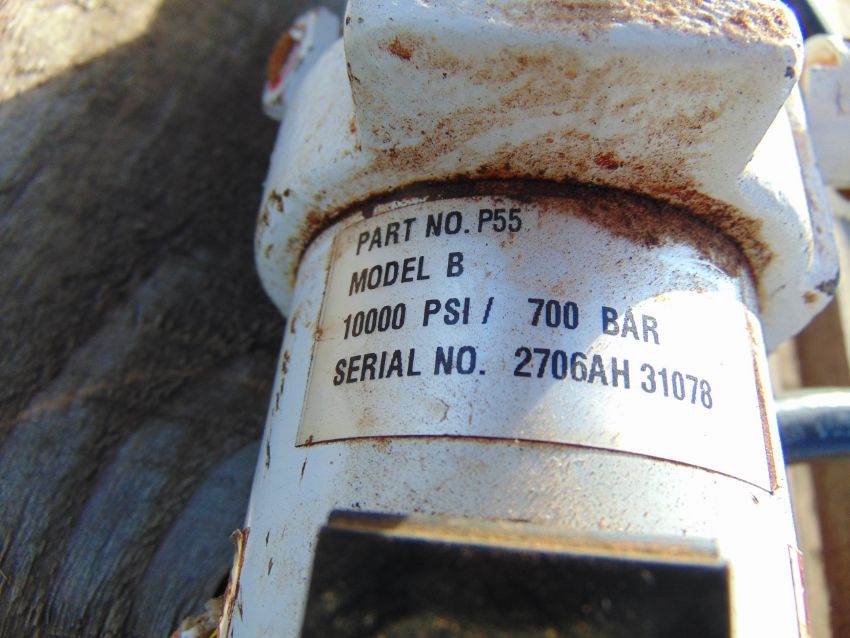 PART NO. P55
MODEL B
10000 PSI / 700 BAR
SERIAL NO. 2706AH 31078